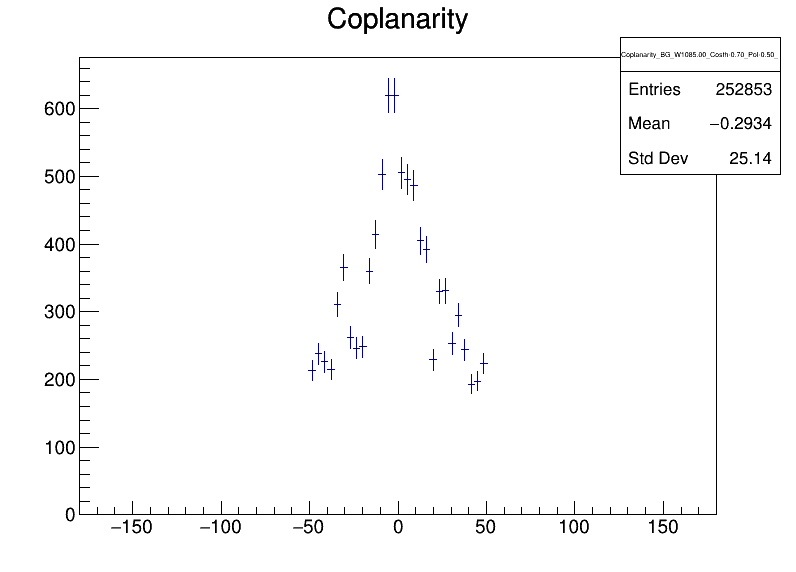 Coplanarity
Coplanarity_BG_W1085.00_Costh-0.70_Pol-0.50_
Entries 252853
Mean −0.2934
Std Dev 25.14
600
500
400
300
200
100
0
−150 −100 −50 0 50 100 150